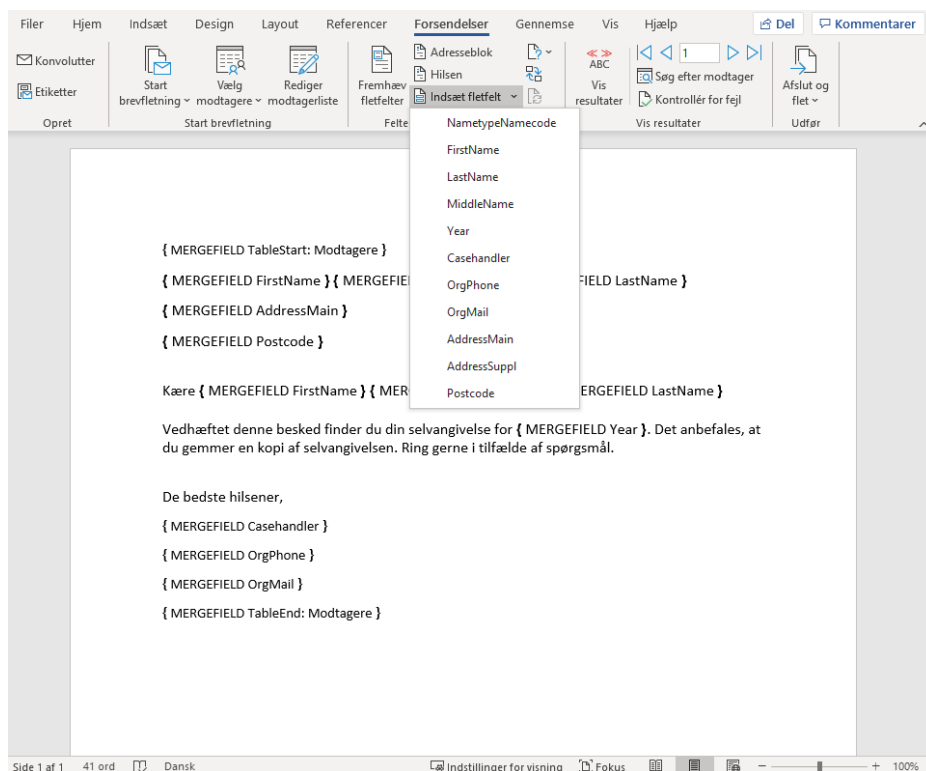 Filer Hjem Indsæt Design Layout Referencer Forsendelser Gennemse Vis Hjælp Del Kommentarer
Konvolutter
Etiketter
Opret
Start
brevfletning
Vælg
modtagere
Rediger
modtagerliste
Start brevfletning
Fremhæv
fletfelter
Adresseblok
Hilsen
Indsæt fletfelt
Felte
ABC
Vis
resultater
1
Søg efter modtager
Kontrollér for fejl
Vis resultater
Afslut og
flet
Udfør
NametypeNamecode
FirstName
LastName
MiddleName
Year
Casehandler
OrgPhone
OrgMail
AddressMain
AddressSuppl
Postcode
{ MERGEFIELD TableStart: Modtagere }
{ MERGEFIELD FirstName } { MERGEFIE FIELD LastName }
{ MERGEFIELD AddressMain }
{ MERGEFIELD Postcode }
Kære { MERGEFIELD FirstName } { MER ERGEFIELD LastName }
Vedhæftet denne besked finder du din selvangivelse for { MERGEFIELD Year }. Det anbefales, at
du gemmer en kopi af selvangivelsen. Ring gerne i tilfælde af spørgsmål.
De bedste hilsener,
{ MERGEFIELD Casehandler }
{ MERGEFIELD OrgPhone }
{ MERGEFIELD OrgMail }
{ MERGEFIELD TableEnd: Modtagere }
Side 1 af 1 41 ord Dansk Indstillinger for visning Fokus 100%